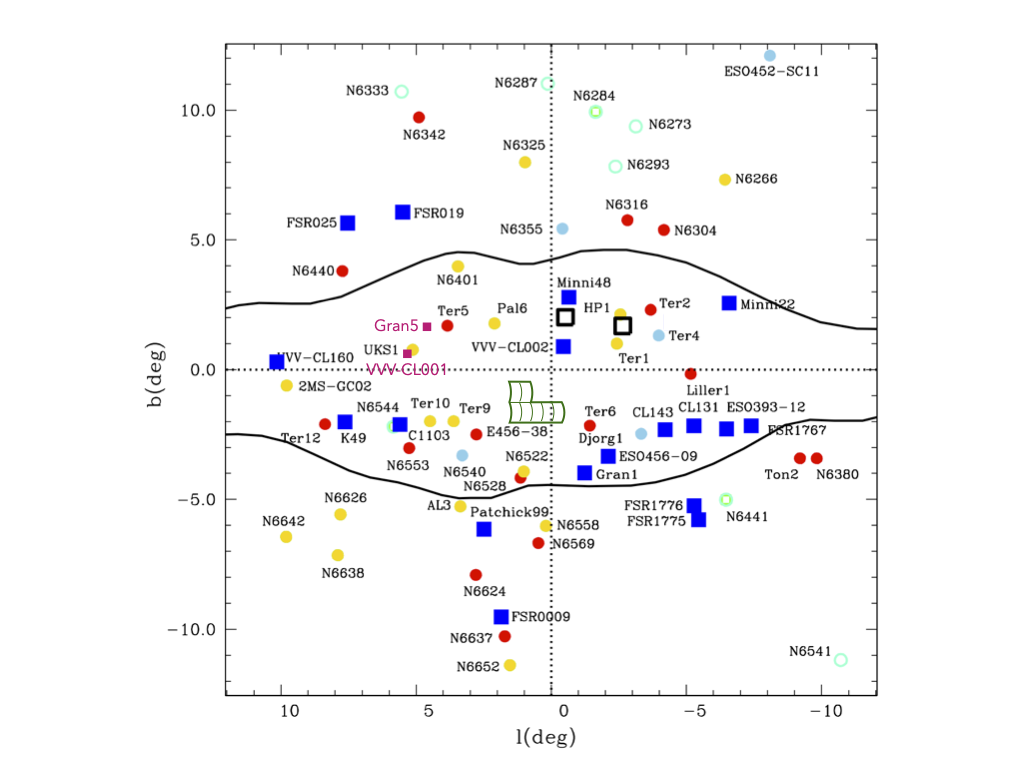 ESO452-SC11
N6287
N6333
N6284
10.0
N6342
N6273
N6325
N6293
N6266
N6316
FSR025
FSR019
N6355
N6304
5.0
N6440
N6401
Minni48
Ter5
Pal6
HP1
Ter2
Minni22
Gran5
UKS1
VVV-CL002
Ter4
VVV-CL160
VVV-CL001
Ter1
0.0
2MS-GC02
Liller1
N6544
Ter10
Ter9
Ter6
CL143
CL131
ESO393-12
Ter12
K49
C1103
E456-38
Djorg1
FSR1767
N6553
N6540
N6522
ESO456-09
N6528
Gran1
Ton2
N6380
-5.0
N6626
AL3
Patchick99
FSR1776
N6441
N6642
N6558
FSR1775
N6569
N6638
N6624
FSR0009
-10.0
N6637
N6541
N6652
10
5
0
-5
-10
l(deg)
b(deg)